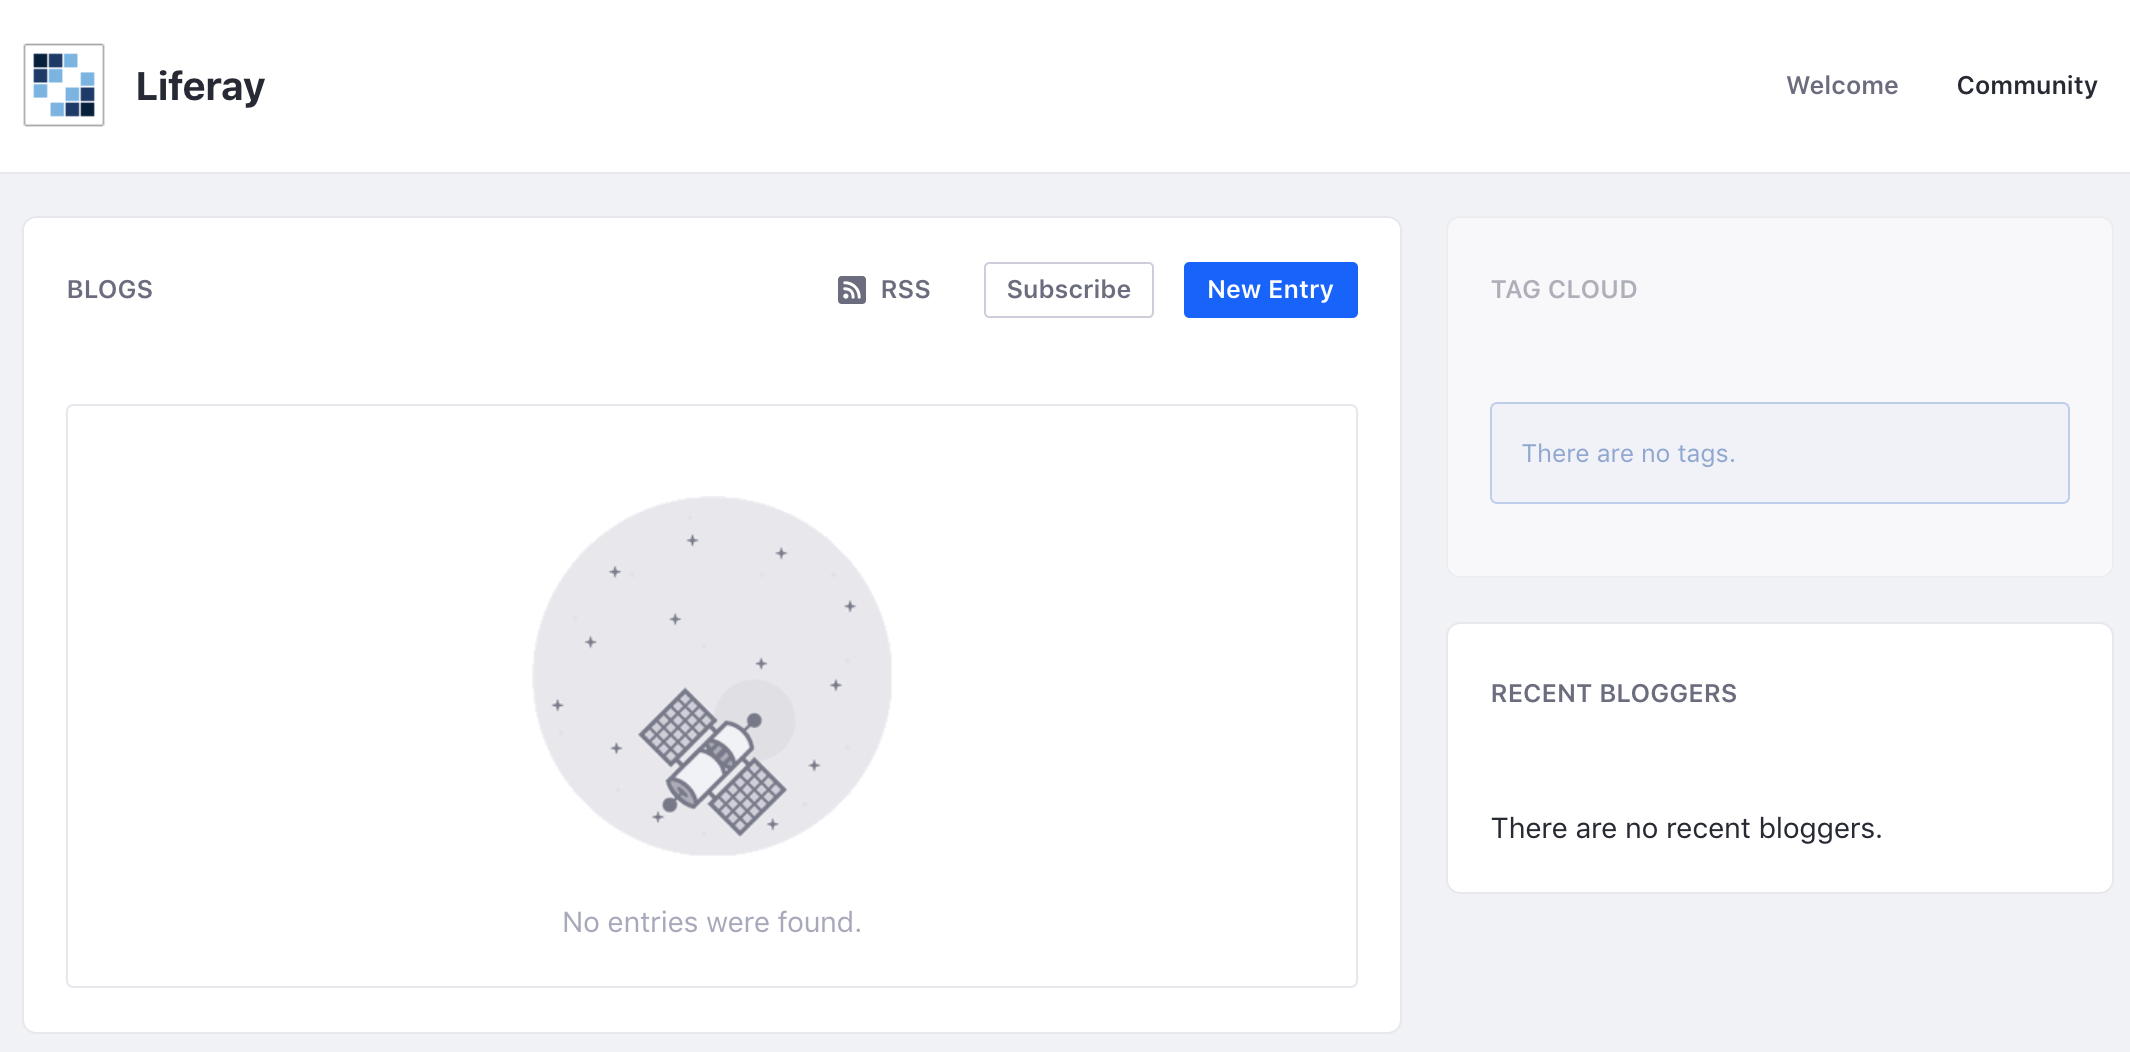 Liferay
Welcome
Community
BLOGS
RSS
Subscribe
New Entry
No entries were found.
TAG CLOUD
There are no tags.
RECENT BLOGGERS
There are no recent bloggers.